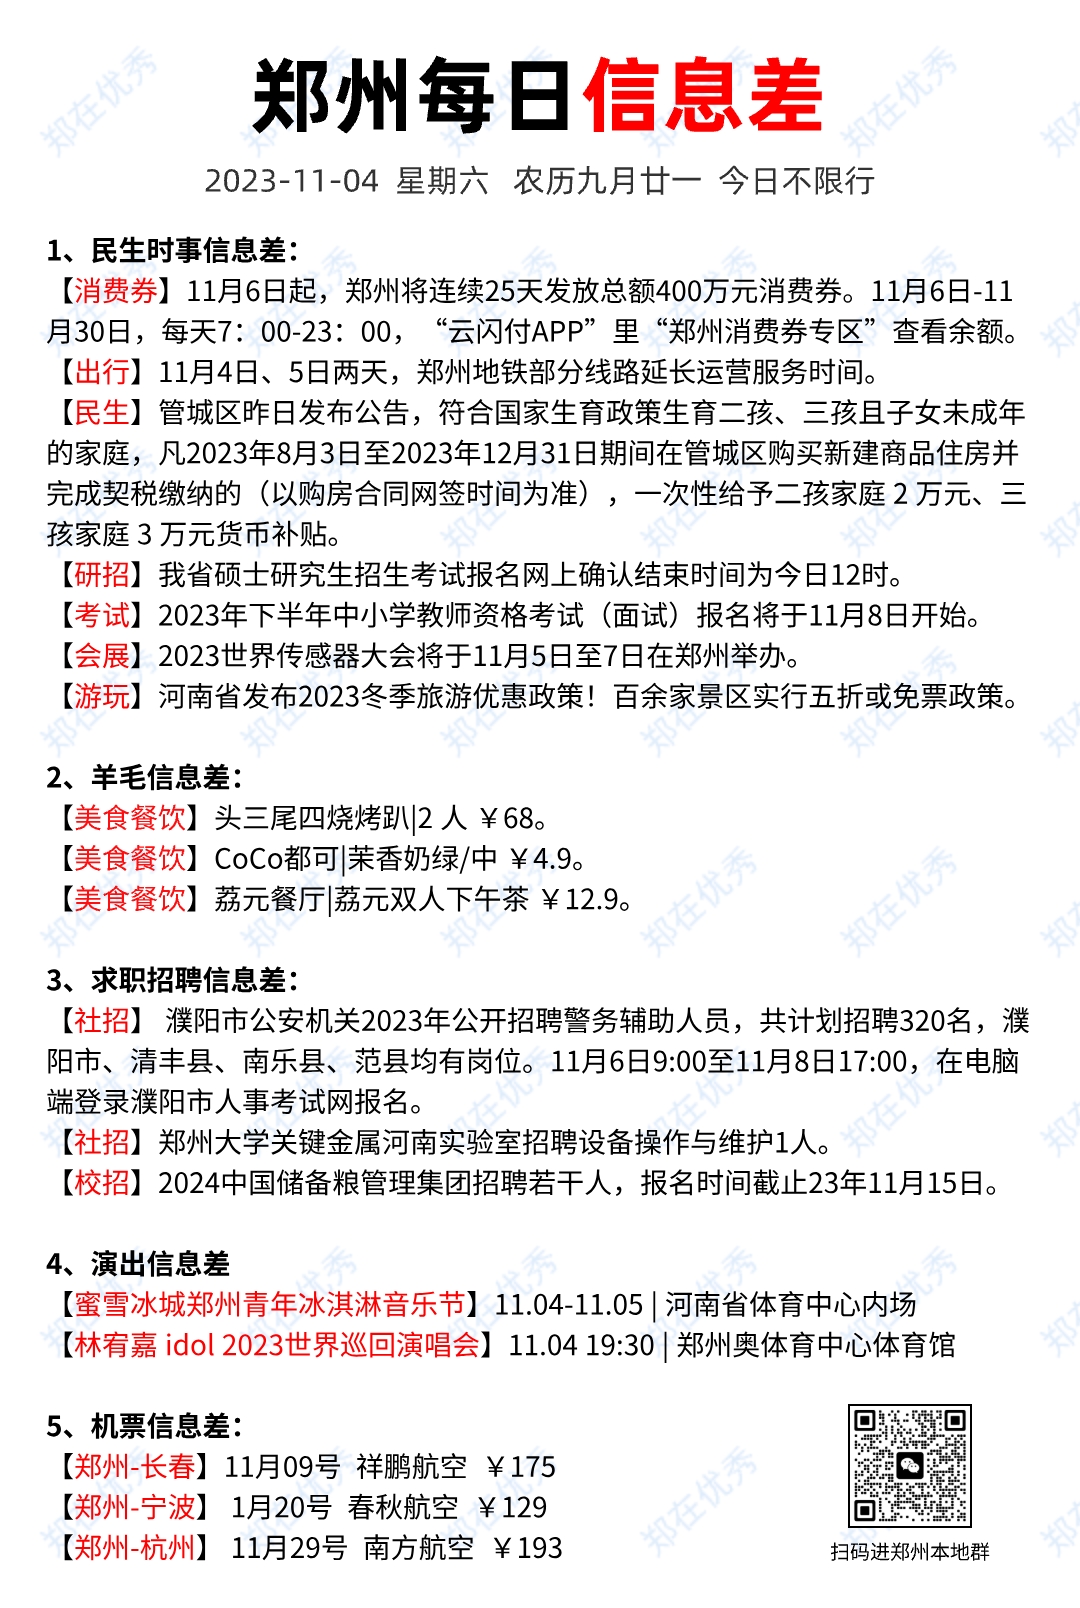 郑州每日信息差
2023-11-04 星期六 农历九月廿一 今日不限行
1、民生时事信息差：
【消费券】11月6日起，郑州将连续25天发放总额400万元消费券。11月6日-11
月30日，每天7：00-23：00，“云闪付APP”里“郑州消费券专区”查看余额。
【出行】11月4日、5日两天，郑州地铁部分线路延长运营服务时间。
【民生】管城区昨日发布公告，符合国家生育政策生育二孩、三孩且子女未成年
的家庭，凡2023年8月3日至2023年12月31日期间在管城区购买新建商品住房并
完成契税缴纳的（以购房合同网签时间为准），一次性给予二孩家庭 2 万元、三
孩家庭 3 万元货币补贴。
【研招】我省硕士研究生招生考试报名网上确认结束时间为今日12时。
【考试】2023年下半年中小学教师资格考试（面试）报名将于11月8日开始。
【会展】2023世界传感器大会将于11月5日至7日在郑州举办。
【游玩】河南省发布2023冬季旅游优惠政策！百余家景区实行五折或免票政策。
2、羊毛信息差：
【美食餐饮】头三尾四烧烤趴|2 人 ￥68。
【美食餐饮】CoCo都可|茉香奶绿/中 ￥4.9。
【美食餐饮】荔元餐厅|荔元双人下午茶 ￥12.9。
3、求职招聘信息差：
【社招】 濮阳市公安机关2023年公开招聘警务辅助人员，共计划招聘320名，濮
阳市、清丰县、南乐县、范县均有岗位。11月6日9:00至11月8日17:00，在电脑
端登录濮阳市人事考试网报名。
【社招】郑州大学关键金属河南实验室招聘设备操作与维护1人。
【校招】2024中国储备粮管理集团招聘若干人，报名时间截止23年11月15日。
4、演出信息差
【蜜雪冰城郑州青年冰淇淋音乐节】11.04-11.05 | 河南省体育中心内场
【林宥嘉 idol 2023世界巡回演唱会】11.04 19:30 | 郑州奥体育中心体育馆
5、机票信息差：
【郑州-长春】11月09号 祥鹏航空 ￥175
【郑州-宁波】 1月20号 春秋航空 ￥129
【郑州-杭州】 11月29号 南方航空 ￥193
扫码进郑州本地群
郑在优秀